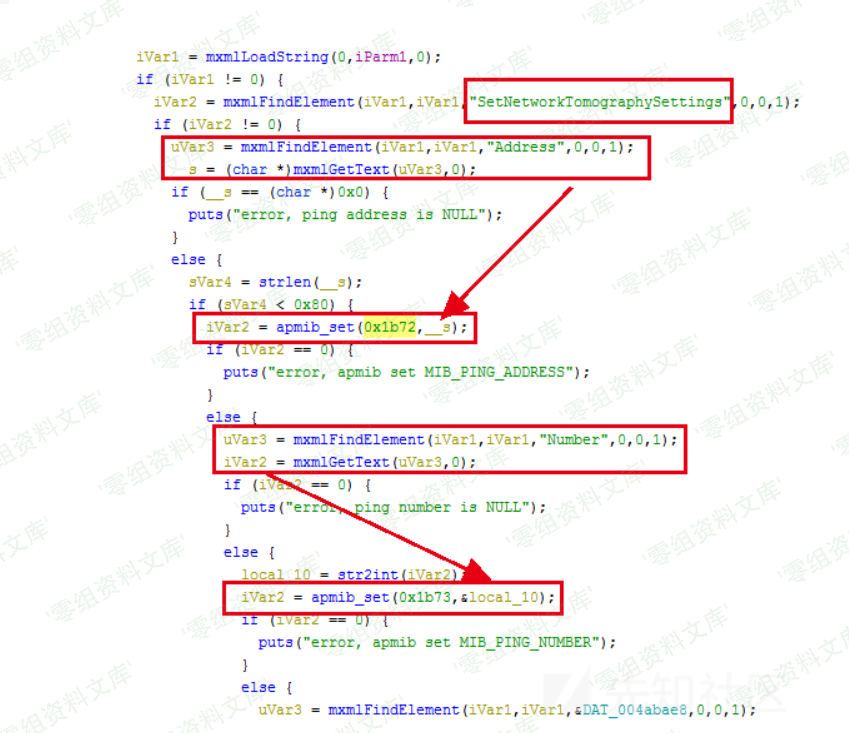 iVar1 = mxmlLoadString(0,iParm1,0);
if (iVar1 != 0) {
iVar2 = mxmlFindElement(iVar1,iVar1,"SetNetworkTomographySettings",0,0,1);
if (iVar2 != 0) {
uVar3 = mxmlFindElement(iVar1,iVar1,"Address",0,0,1);
s = (char *)mxmlGetText(uVar3,0);
if (__s == (char *)0x0) {
puts("error, ping address is NULL");
}
else {
sVar4 = strlen(__s);
if (sVar4 < 0x80) {
iVar2 = apmib_set(0x1b72,__s);
if (iVar2 == 0) {
puts("error, apmib set MIB_PING_ADDRESS");
}
else {
uVar3 = mxmlFindElement(iVar1,iVar1,"Number",0,0,1);
iVar2 = mxmlGetText(uVar3,0);
if (iVar2 == 0) {
puts("error, ping number is NULL");
}
else {
local_10 = str2int(iVar2);
iVar2 = apmib_set(0x1b73,&local_10);
if (iVar2 == 0) {
puts("error, apmib set MIB_PING_NUMBER");
}
else {
uVar3 = mxmlFindElement(iVar1,iVar1,&DAT_004abae8,0,0,1);
零组资料文库
先知社区